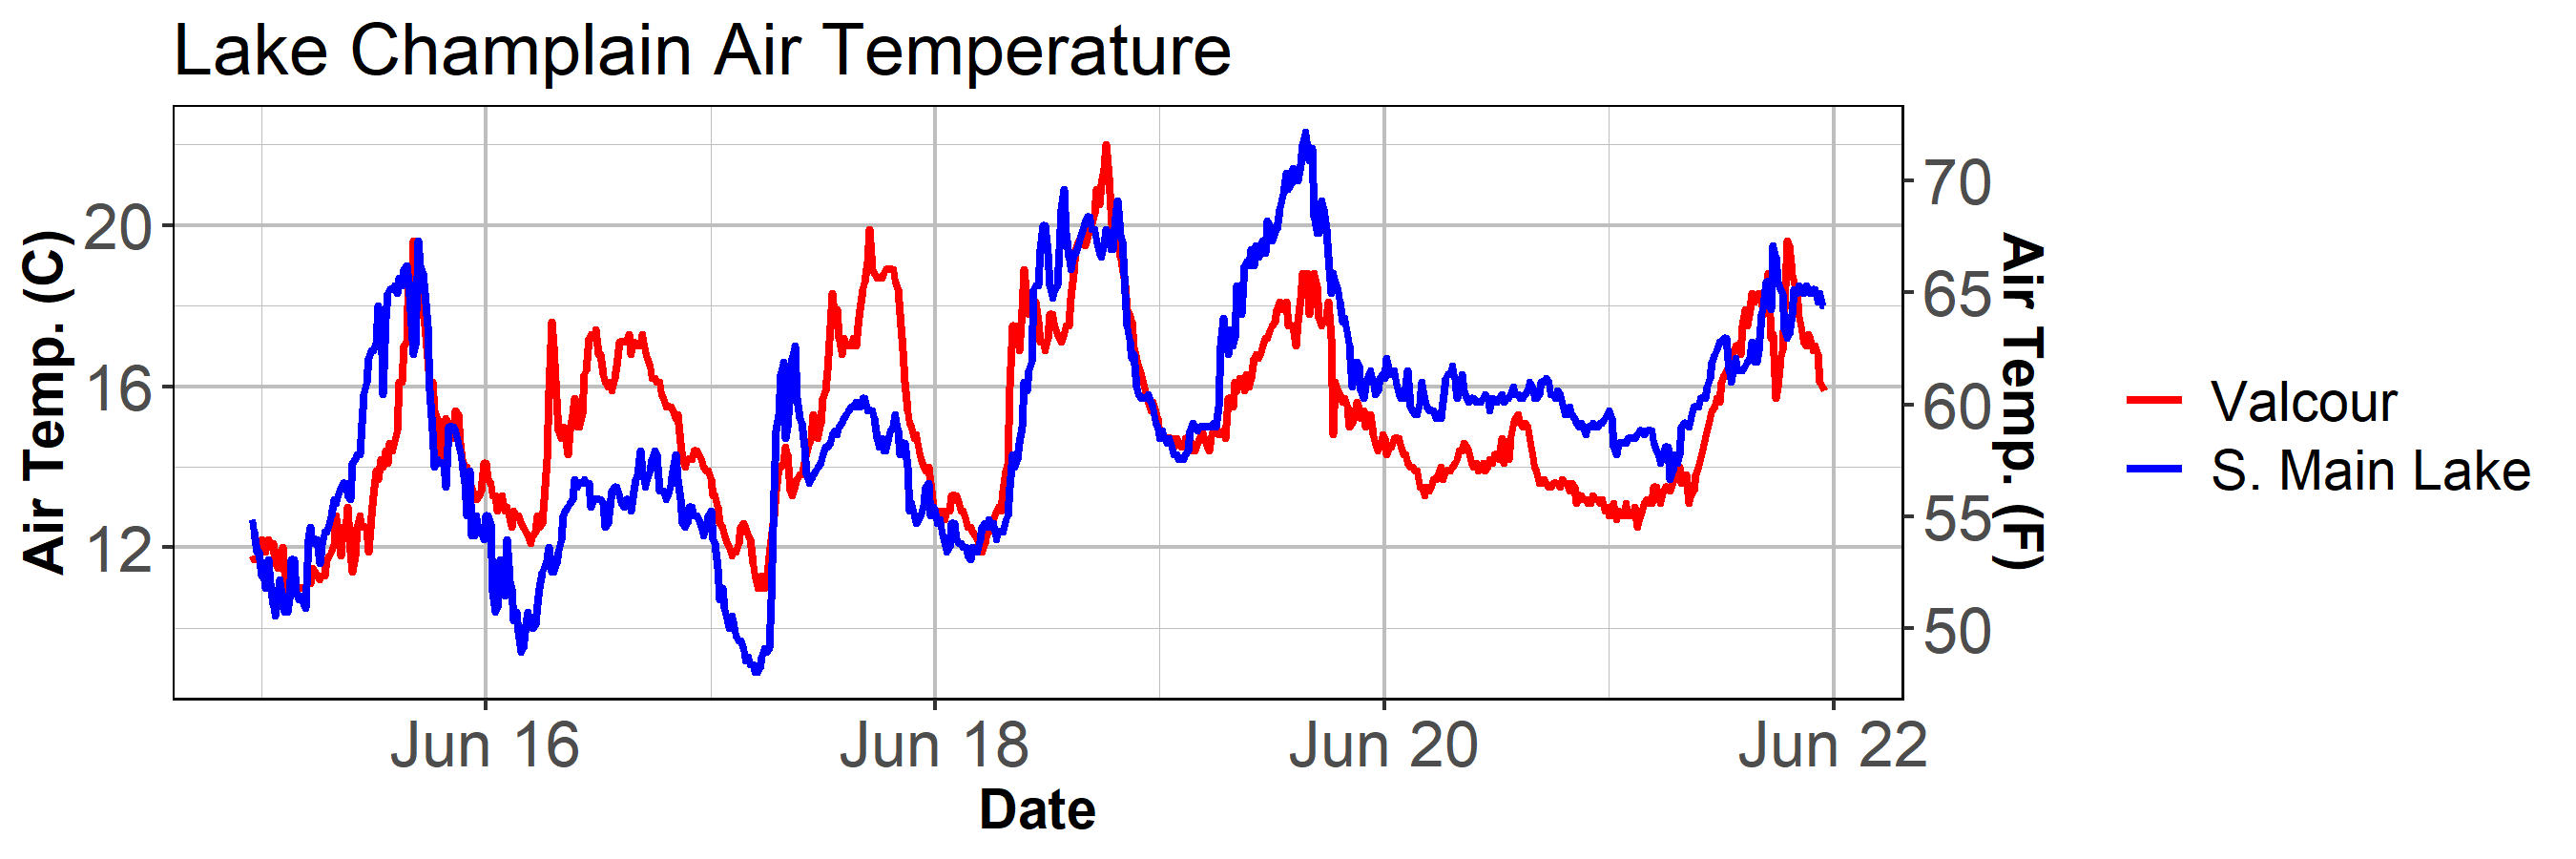 Lake Champlain Air Temperature
Air Temp. (C)
20
16
12
70
65
60
55
50
Air Temp. (F)
Jun 16 Jun 18 Jun 20 Jun 22
Date
Valcour
S. Main Lake